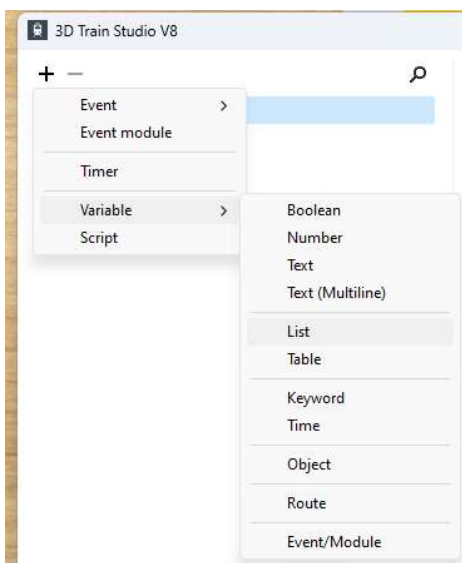 3D Train Studio V8
Event
Event module
Timer
Variable
Script
Boolean
Number
Text
Text (Multiline)
List
Table
Keyword
Time
Object
Route
Event/Module